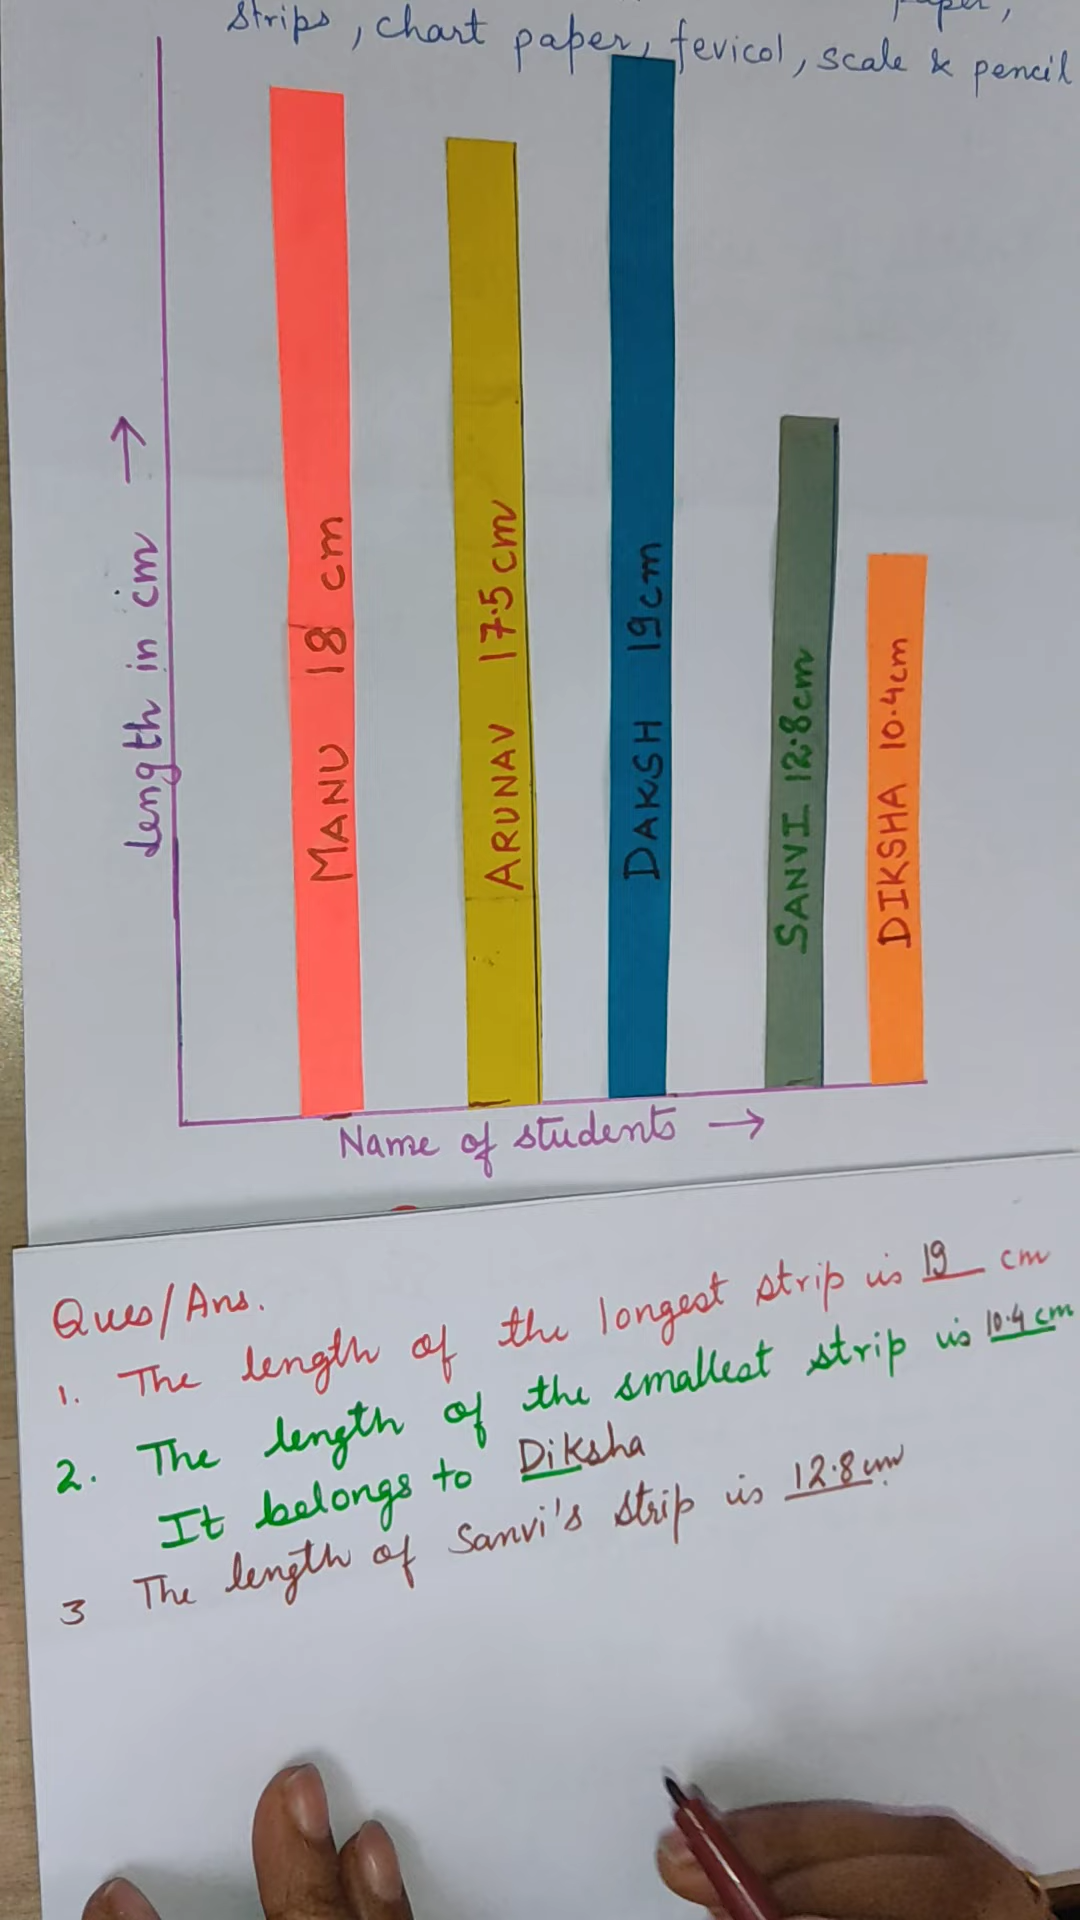 paper,
strips, chart paper, fevicol, scale & pencil
length in cm →
MANU 18 cm
ARUNAV 17.5 cm
DAKSH 19cm
SANVI 12.8cm
DIKSHA 10.4cm
Name of students →
Ques/Ans.
1. The length of the longest strip is 19 cm
2. The length of the smallest strip is 10.4 cm
It belongs to Diksha
3 The length of Sanvi's strip is 12.8 cm